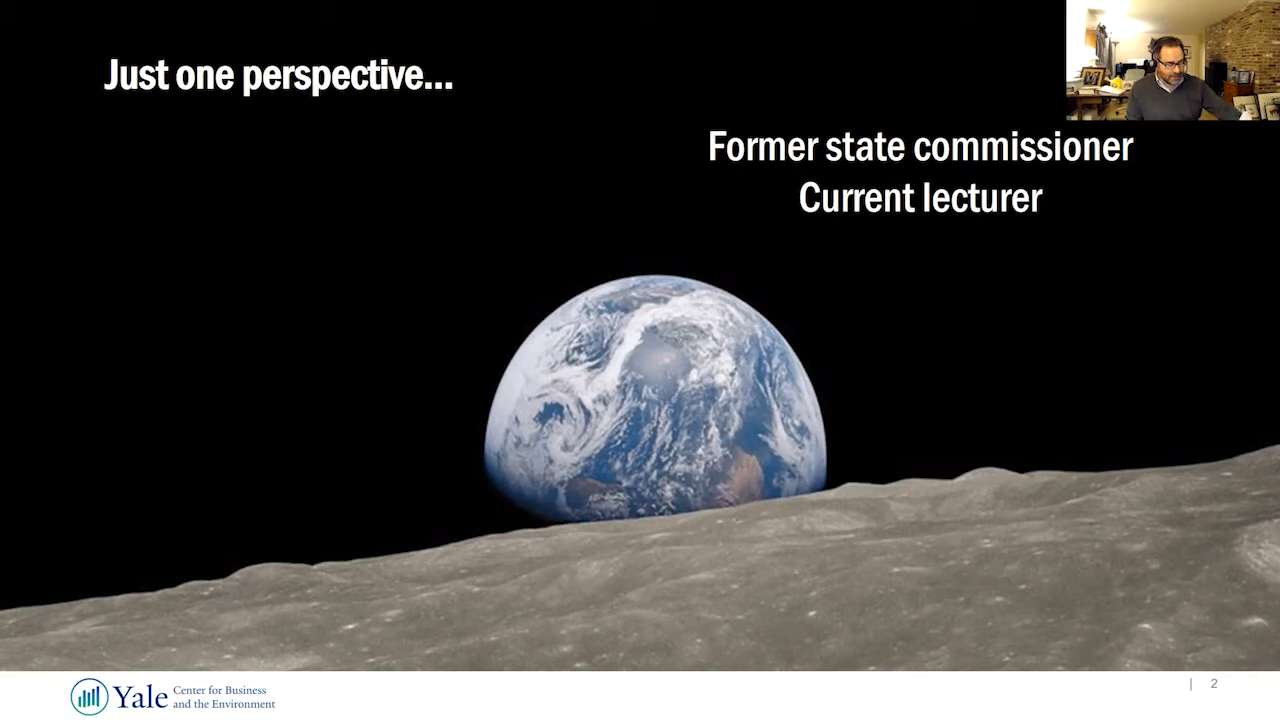 Just one perspective...
Former state commissioner
Current lecturer
Yale Center for Business
and the Environment
| 2